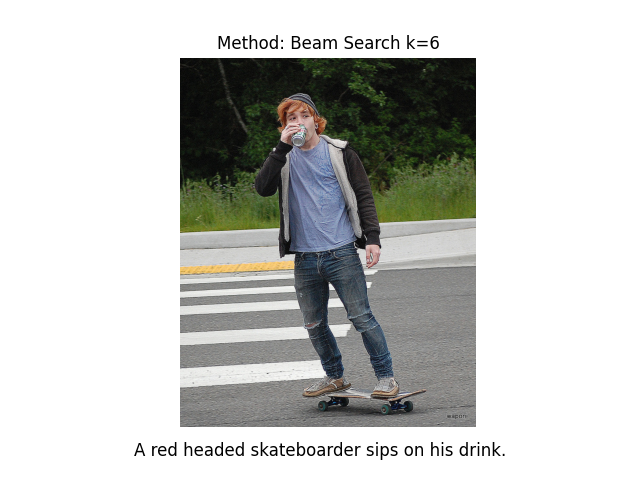 Method: Beam Search k=6
A red headed skateboarder sips on his drink.